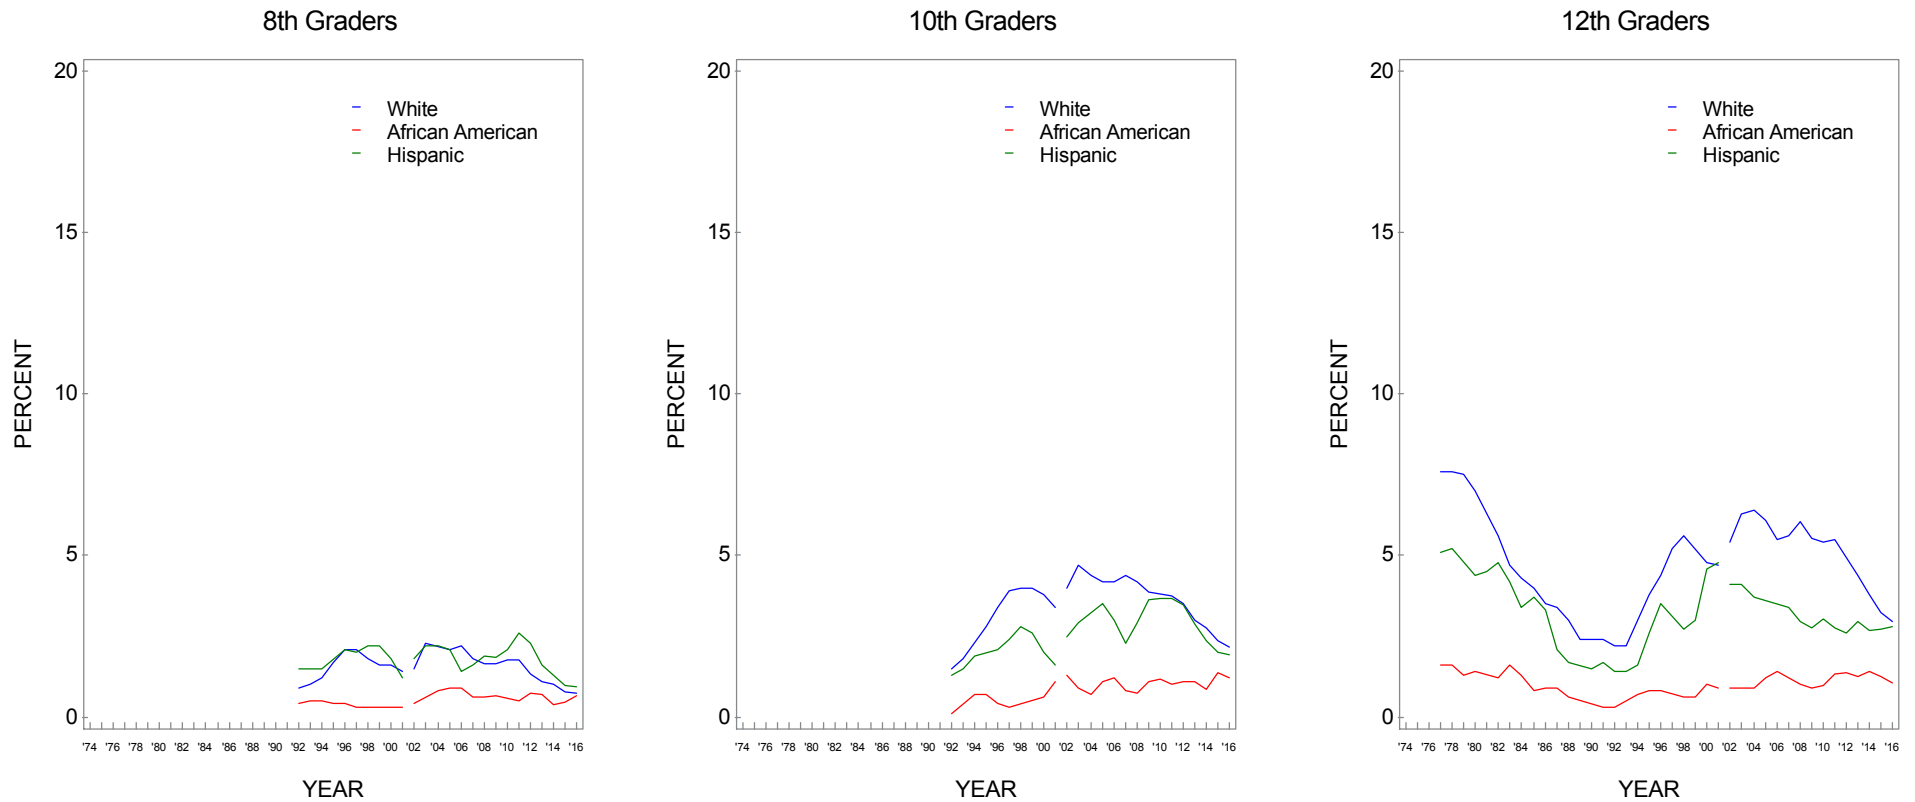 8th Graders
20
15
10
5
0
PERCENT
White
African American
Hispanic
'74 '76 '78 '80 '82 '84 '86 '88 '90 '92 '94 '96 '98 '00 '02 '04 '06 '08 '10 '12 '14 '16
YEAR
10th Graders
20
15
10
5
0
PERCENT
White
African American
Hispanic
'74 '76 '78 '80 '82 '84 '86 '88 '90 '92 '94 '96 '98 '00 '02 '04 '06 '08 '10 '12 '14 '16
YEAR
12th Graders
20
15
10
5
0
PERCENT
White
African American
Hispanic
'74 '76 '78 '80 '82 '84 '86 '88 '90 '92 '94 '96 '98 '00 '02 '04 '06 '08 '10 '12 '14 '16
YEAR